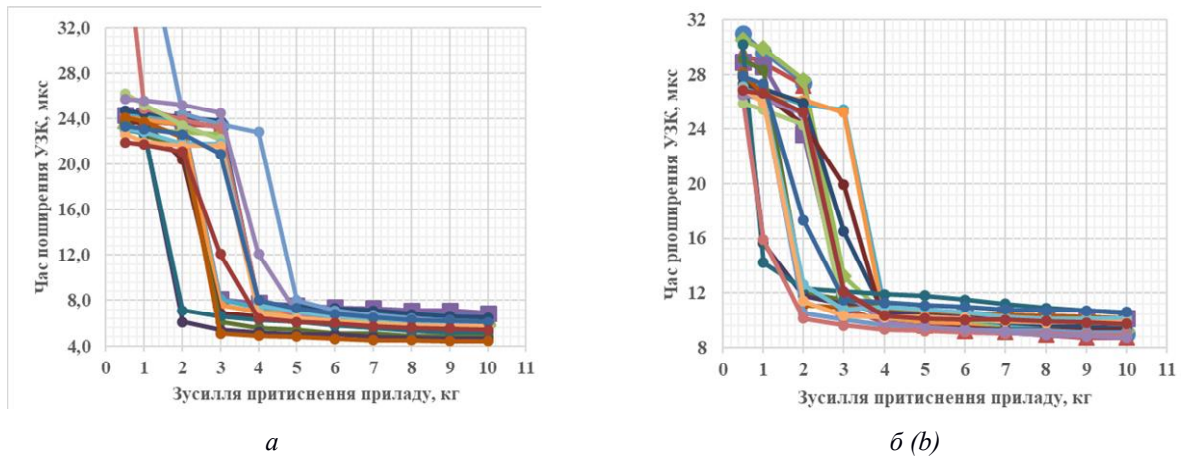 32,0
28,0
24,0
20,0
16,0
12,0
8,0
4,0
Час поширення УЗК, мкс
0 1 2 3 4 5 6 7 8 9 10 11
Зусилля притиснення приладу, кг
а
32
28
24
20
16
12
8
Час рпоширення УЗК, мкс
0 1 2 3 4 5 6 7 8 9 10 11
Зусилля притиснення приладу, кг
б (b)